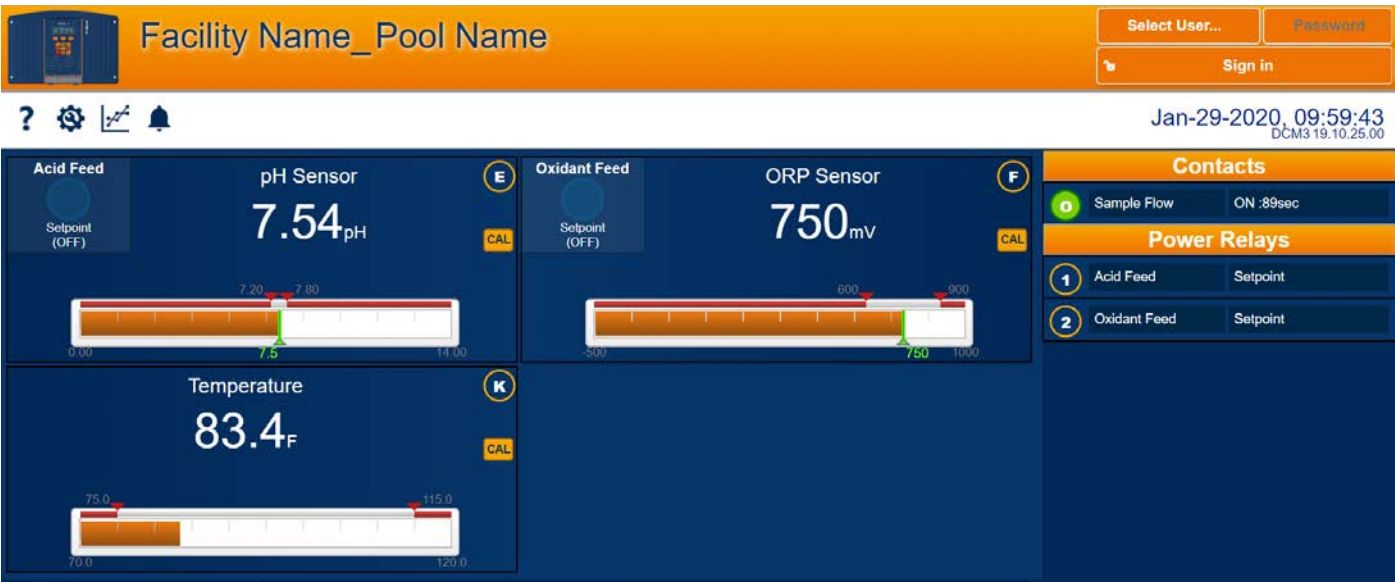 Facility Name_Pool Name
Select User...
Password
Sign in
?
Jan-29-2020, 09:59:43
DCM3 19.10.25.00
Acid Feed
Setpoint
(OFF)
pH Sensor
E
7.54pH
CAL
7.20
7.80
0.00
7.5
14.00
Oxidant Feed
Setpoint
(OFF)
ORP Sensor
F
750mV
CAL
600
900
-500
750
1000
Temperature
K
83.4F
CAL
75.0
115.0
70.0
120.0
Contacts
O Sample Flow ON :89sec
Power Relays
1 Acid Feed Setpoint
2 Oxidant Feed Setpoint